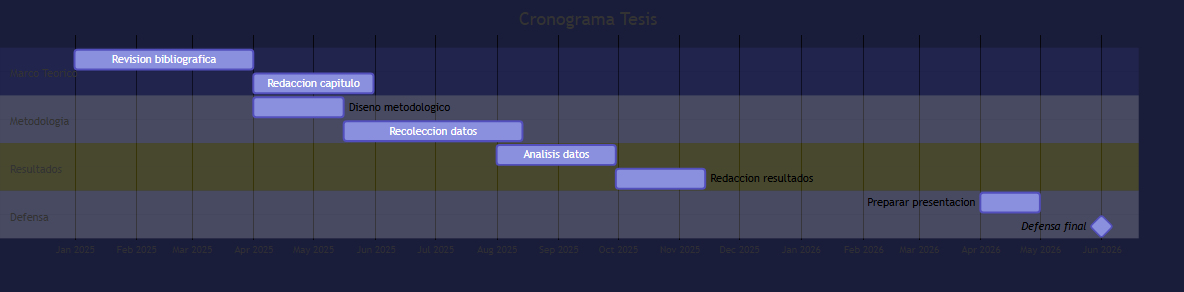 Cronograma Tesis
Revision bibliografica
Marco Teorico
Redaccion capitulo
Diseno metodologico
Metodologia
Recoleccion datos
Analisis datos
Resultados
Redaccion resultados
Preparar presentacion
Defensa
Defensa final
Jan 2025 Feb 2025 Mar 2025 Apr 2025 May 2025 Jun 2025 Jul 2025 Aug 2025 Sep 2025 Oct 2025 Nov 2025 Dec 2025 Jan 2026 Feb 2026 Mar 2026 Apr 2026 May 2026 Jun 2026